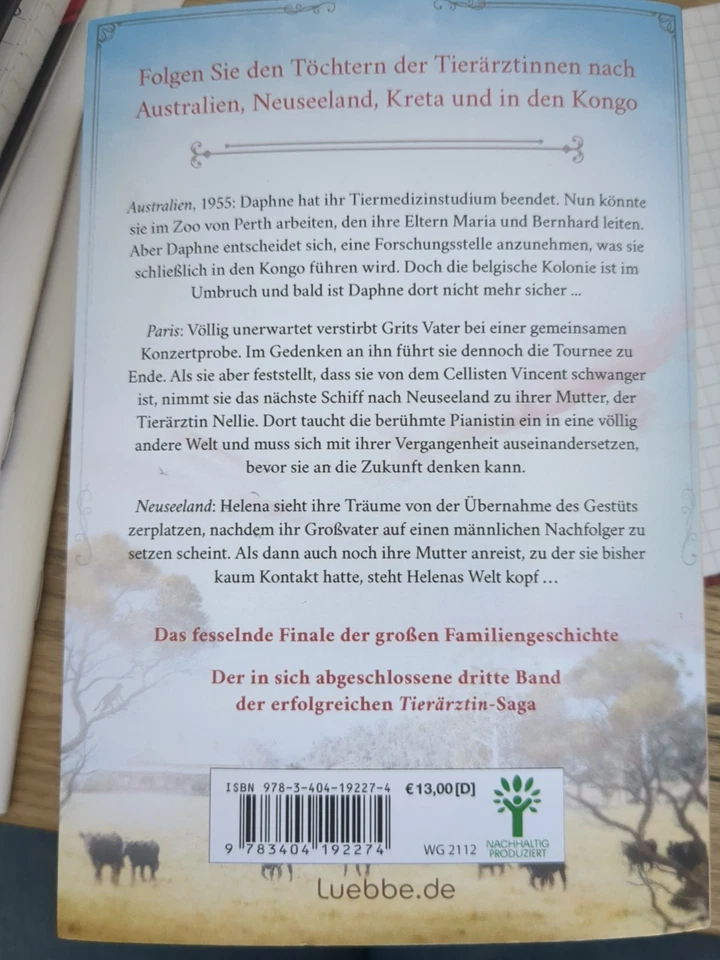 Folgen Sie den Töchtern der Tierärztinnen nach
Australien, Neuseeland, Kreta und in den Kongo
Australien, 1955: Daphne hat ihr Tiermedizinstudium beendet. Nun könnte
sie im Zoo von Perth arbeiten, den ihre Eltern Maria und Bernhard leiten.
Aber Daphne entscheidet sich, eine Forschungsstelle anzunehmen, was sie
schließlich in den Kongo führen wird. Doch die belgische Kolonie ist im
Umbruch und bald ist Daphne dort nicht mehr sicher ...
Paris: Völlig unerwartet verstirbt Grits Vater bei einer gemeinsamen
Konzertprobe. Im Gedenken an ihn führt sie dennoch die Tournee zu
Ende. Als sie aber feststellt, dass sie von dem Cellisten Vincent schwanger
ist, nimmt sie das nächste Schiff nach Neuseeland zu ihrer Mutter, der
Tierärztin Nellie. Dort taucht die berühmte Pianistin ein in eine völlig
andere Welt und muss sich mit ihrer Vergangenheit auseinandersetzen,
bevor sie an die Zukunft denken kann.
Neuseeland: Helena sieht ihre Träume von der Übernahme des Gestüts
zerplatzen, nachdem ihr Großvater auf einen männlichen Nachfolger zu
setzen scheint. Als dann auch noch ihre Mutter anreist, zu der sie bisher
kaum Kontakt hatte, steht Helenas Welt kopf ...
Das fesselnde Finale der großen Familiengeschichte
Der in sich abgeschlossene dritte Band
der erfolgreichen Tierärztin-Saga
ISBN 978-3-404-19227-4
€ 13,00 [D]
9 783404 192274
WG 2112
NACHHALTIG
PRODUZIERT
Luebbe.de